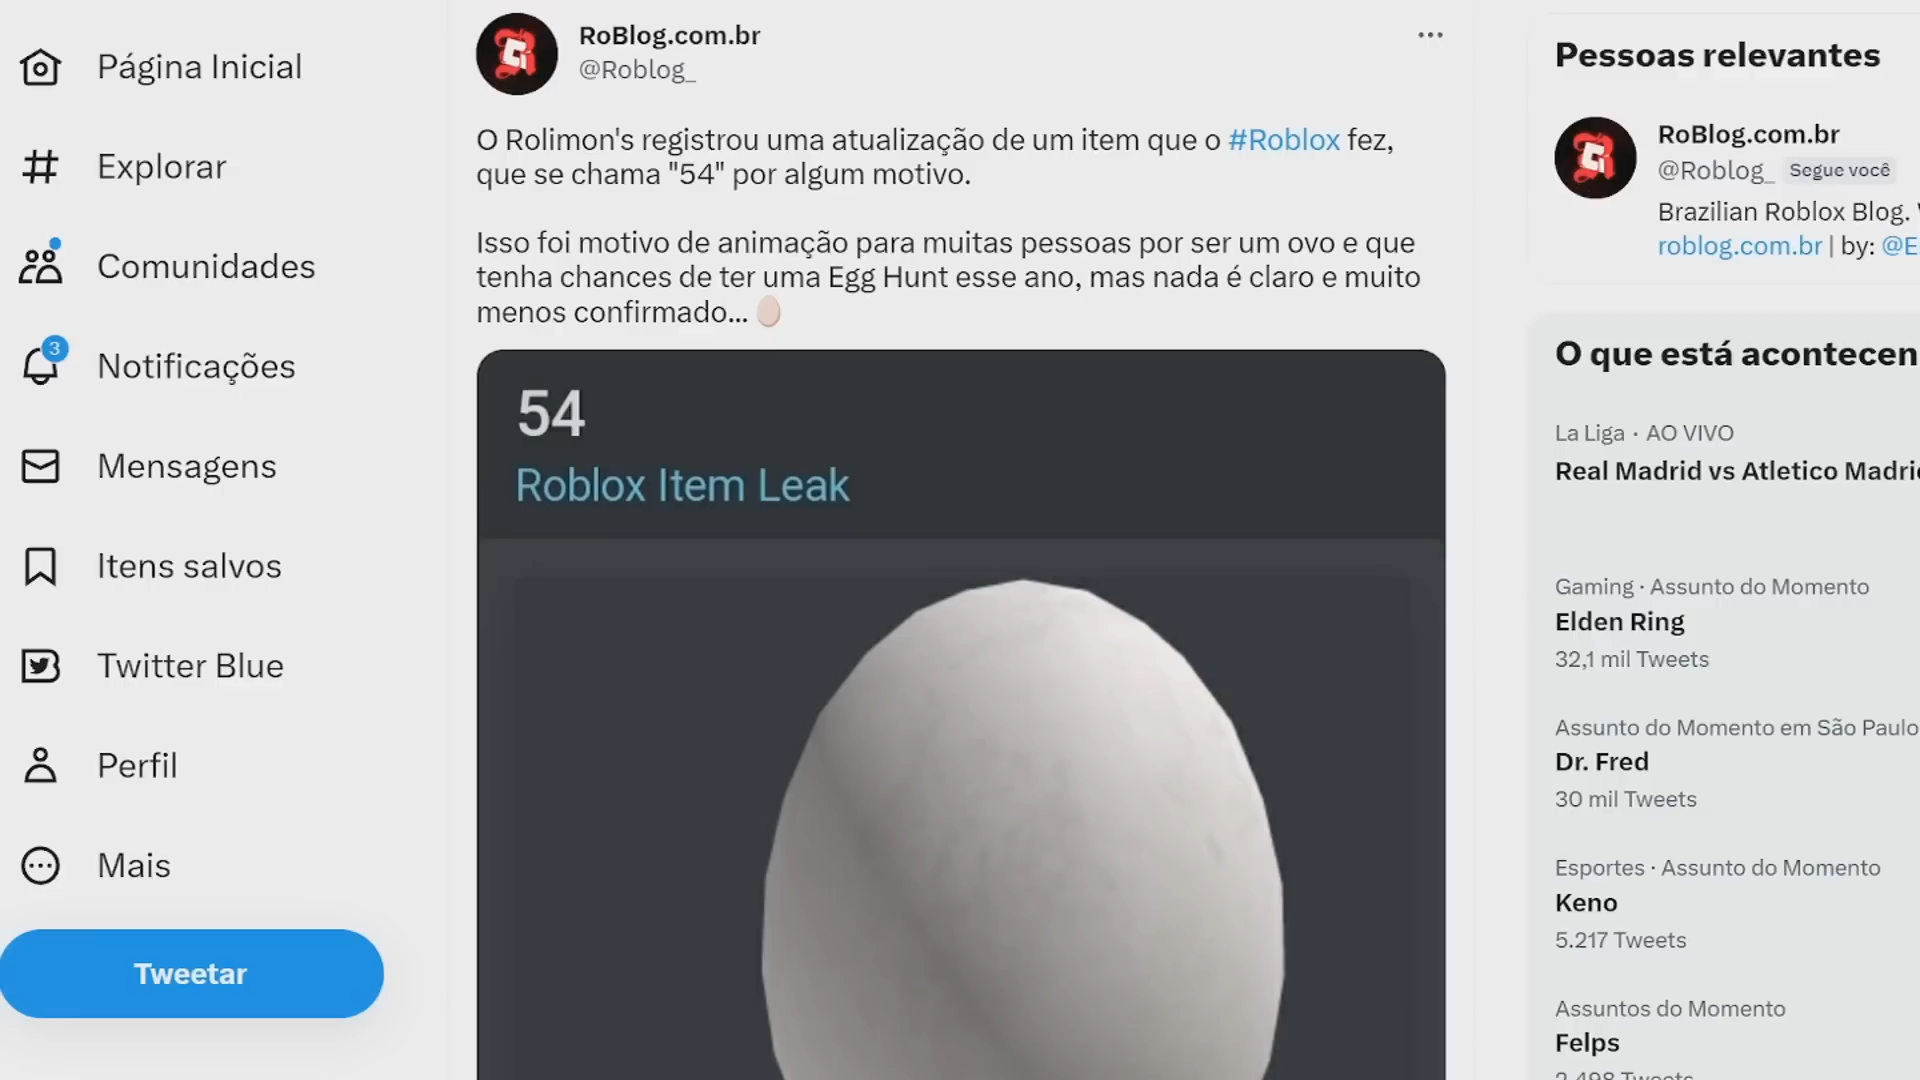 Página Inicial
Explorar
Comunidades
3
Notificações
Mensagens
Itens salvos
Twitter Blue
Perfil
Mais
Tweetar
RoBlog.com.br
@Roblog_
O Rolimon's registrou uma atualização de um item que o #Roblox fez,
que se chama "54" por algum motivo.
Isso foi motivo de animação para muitas pessoas por ser um ovo e que
tenha chances de ter uma Egg Hunt esse ano, mas nada é claro e muito
menos confirmado...
54
Roblox Item Leak
Pessoas relevantes
RoBlog.com.br
@Roblog_ Segue você
Brazilian Roblox Blog.
roblog.com.br | by: @E
O que está acontecen
La Liga · AO VIVO
Real Madrid vs Atletico Madri
Gaming · Assunto do Momento
Elden Ring
32,1 mil Tweets
Assunto do Momento em São Paulo
Dr. Fred
30 mil Tweets
Esportes · Assunto do Momento
Keno
5.217 Tweets
Assuntos do Momento
Felps
2.498 Tweets